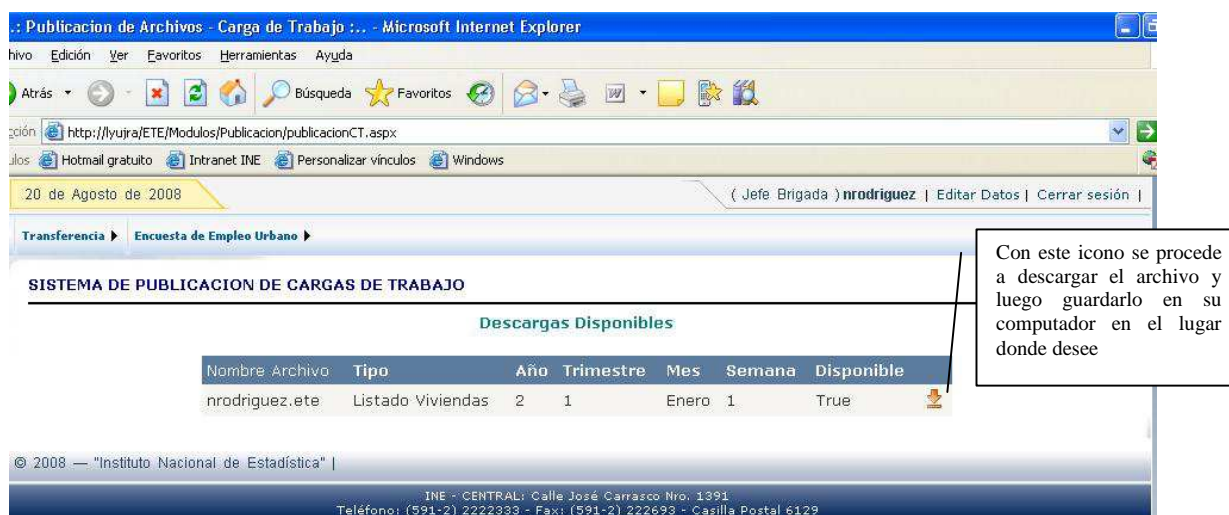 .: Publicacion de Archivos - Carga de Trabajo :... - Microsoft Internet Explorer
hivo Edición Ver Favoritos Herramientas Ayuda
Atrás Búsqueda Favoritos
cción http://lyujra/ETE/Modulos/Publicacion/publicacionCT.aspx
ulos Hotmail gratuito Intranet INE Personalizar vínculos Windows
20 de Agosto de 2008 ( Jefe Brigada ) nrodriguez | Editar Datos | Cerrar sesión |
Transferencia Encuesta de Empleo Urbano
SISTEMA DE PUBLICACION DE CARGAS DE TRABAJO
Descargas Disponibles
Nombre Archivo Tipo Año Trimestre Mes Semana Disponible
nrodriguez.ete Listado Viviendas 2 1 Enero 1 True
Con este icono se procede
a descargar el archivo y
luego guardarlo en su
computador en el lugar
donde desee
© 2008 — "Instituto Nacional de Estadística" |
INE - CENTRAL: Calle José Carrasco Nro. 1391
Teléfono: (591-2) 2222333 - Fax: (591-2) 222693 - Casilla Postal 6129